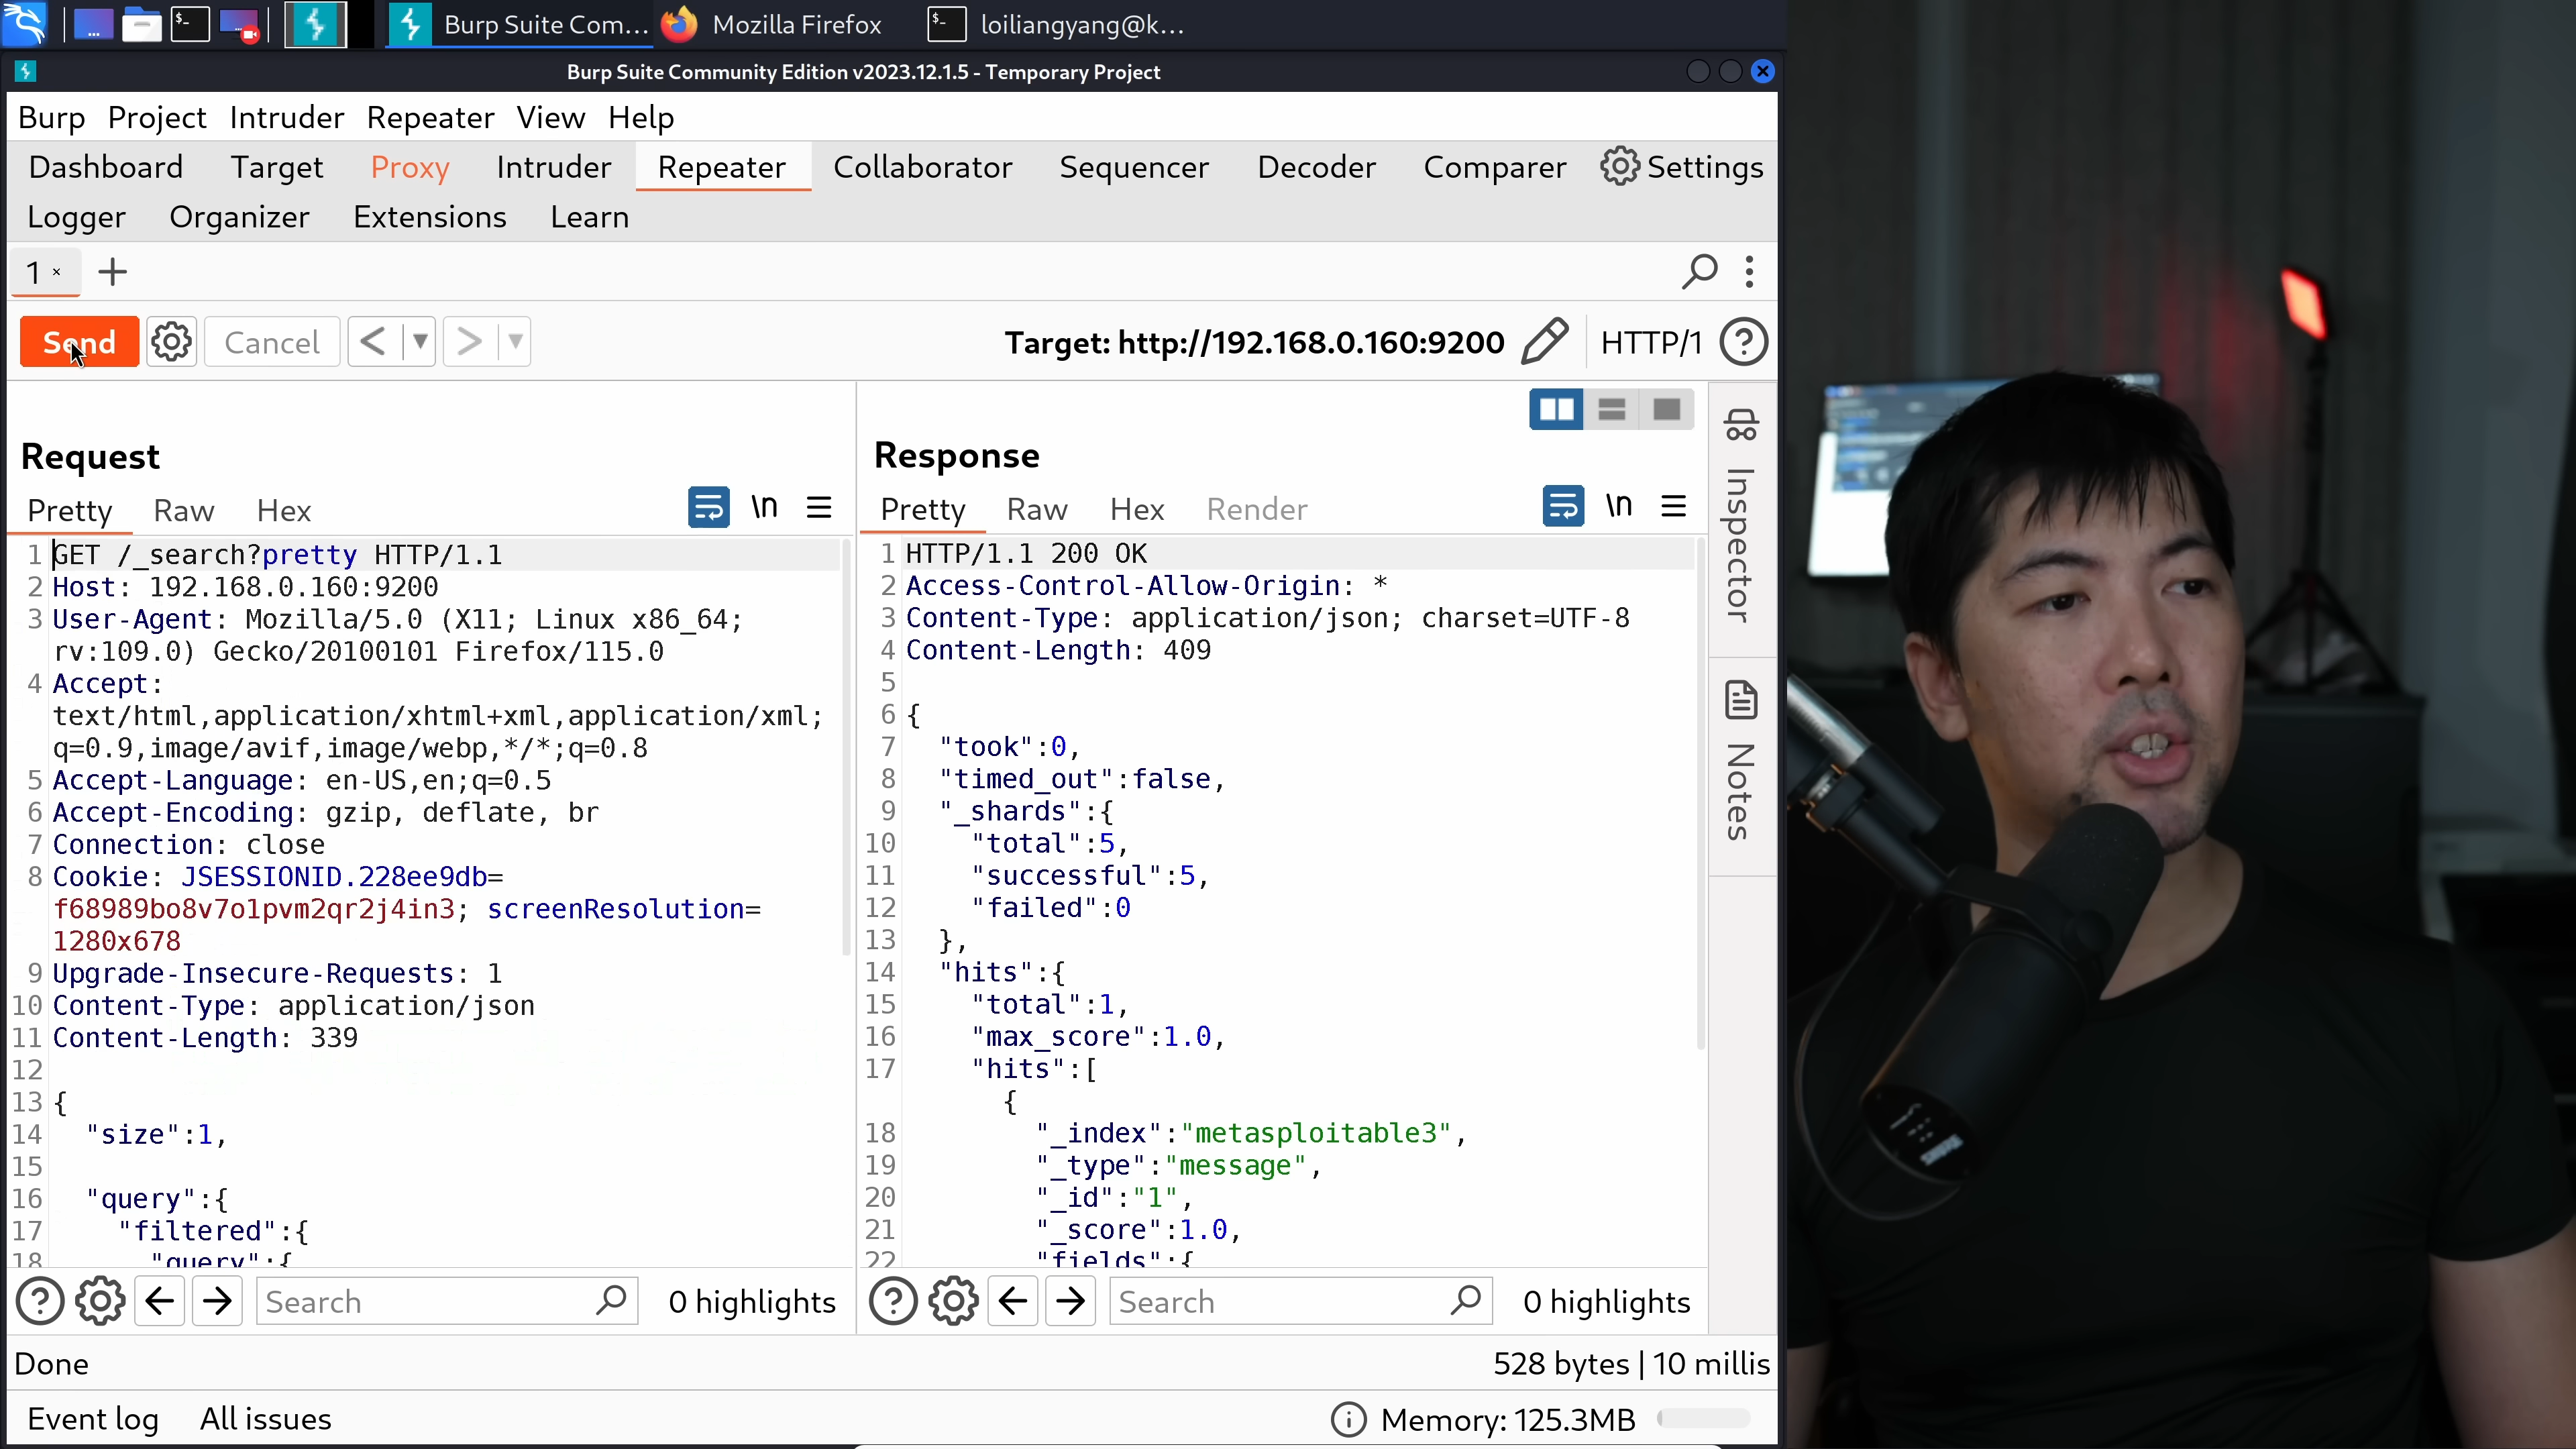 Burp Suite Com...
Mozilla Firefox
loiliangyang@k...
Burp Suite Community Edition v2023.12.1.5 - Temporary Project
Burp Project Intruder Repeater View Help
Dashboard Target Proxy Intruder Repeater Collaborator Sequencer Decoder Comparer Settings
Logger Organizer Extensions Learn
1 × +
Send Cancel < ▼ > ▼ Target: http://192.168.0.160:9200 HTTP/1 ?
Request
Pretty Raw Hex \n
1 GET /_search?pretty HTTP/1.1
2 Host: 192.168.0.160:9200
3 User-Agent: Mozilla/5.0 (X11; Linux x86_64;
rv:109.0) Gecko/20100101 Firefox/115.0
4 Accept:
text/html,application/xhtml+xml,application/xml;
q=0.9,image/avif,image/webp,*/*;q=0.8
5 Accept-Language: en-US,en;q=0.5
6 Accept-Encoding: gzip, deflate, br
7 Connection: close
8 Cookie: JSESSIONID.228ee9db=
f68989bo8v7o1pvm2qr2j4in3; screenResolution=
1280x678
9 Upgrade-Insecure-Requests: 1
10 Content-Type: application/json
11 Content-Length: 339
12
13 {
14 "size":1,
15
16 "query":{
17 "filtered":{
18 "query":{
Search 0 highlights
Response
Pretty Raw Hex Render \n
1 HTTP/1.1 200 OK
2 Access-Control-Allow-Origin: *
3 Content-Type: application/json; charset=UTF-8
4 Content-Length: 409
5
6 {
7 "took":0,
8 "timed_out":false,
9 "_shards":{
10 "total":5,
11 "successful":5,
12 "failed":0
13 },
14 "hits":{
15 "total":1,
16 "max_score":1.0,
17 "hits":[
{
18 "_index":"metasploitable3",
19 "_type":"message",
20 "_id":"1",
21 "_score":1.0,
22 "fields":{
Search 0 highlights
Inspector
Notes
Done
528 bytes | 10 millis
Event log All issues
Memory: 125.3MB